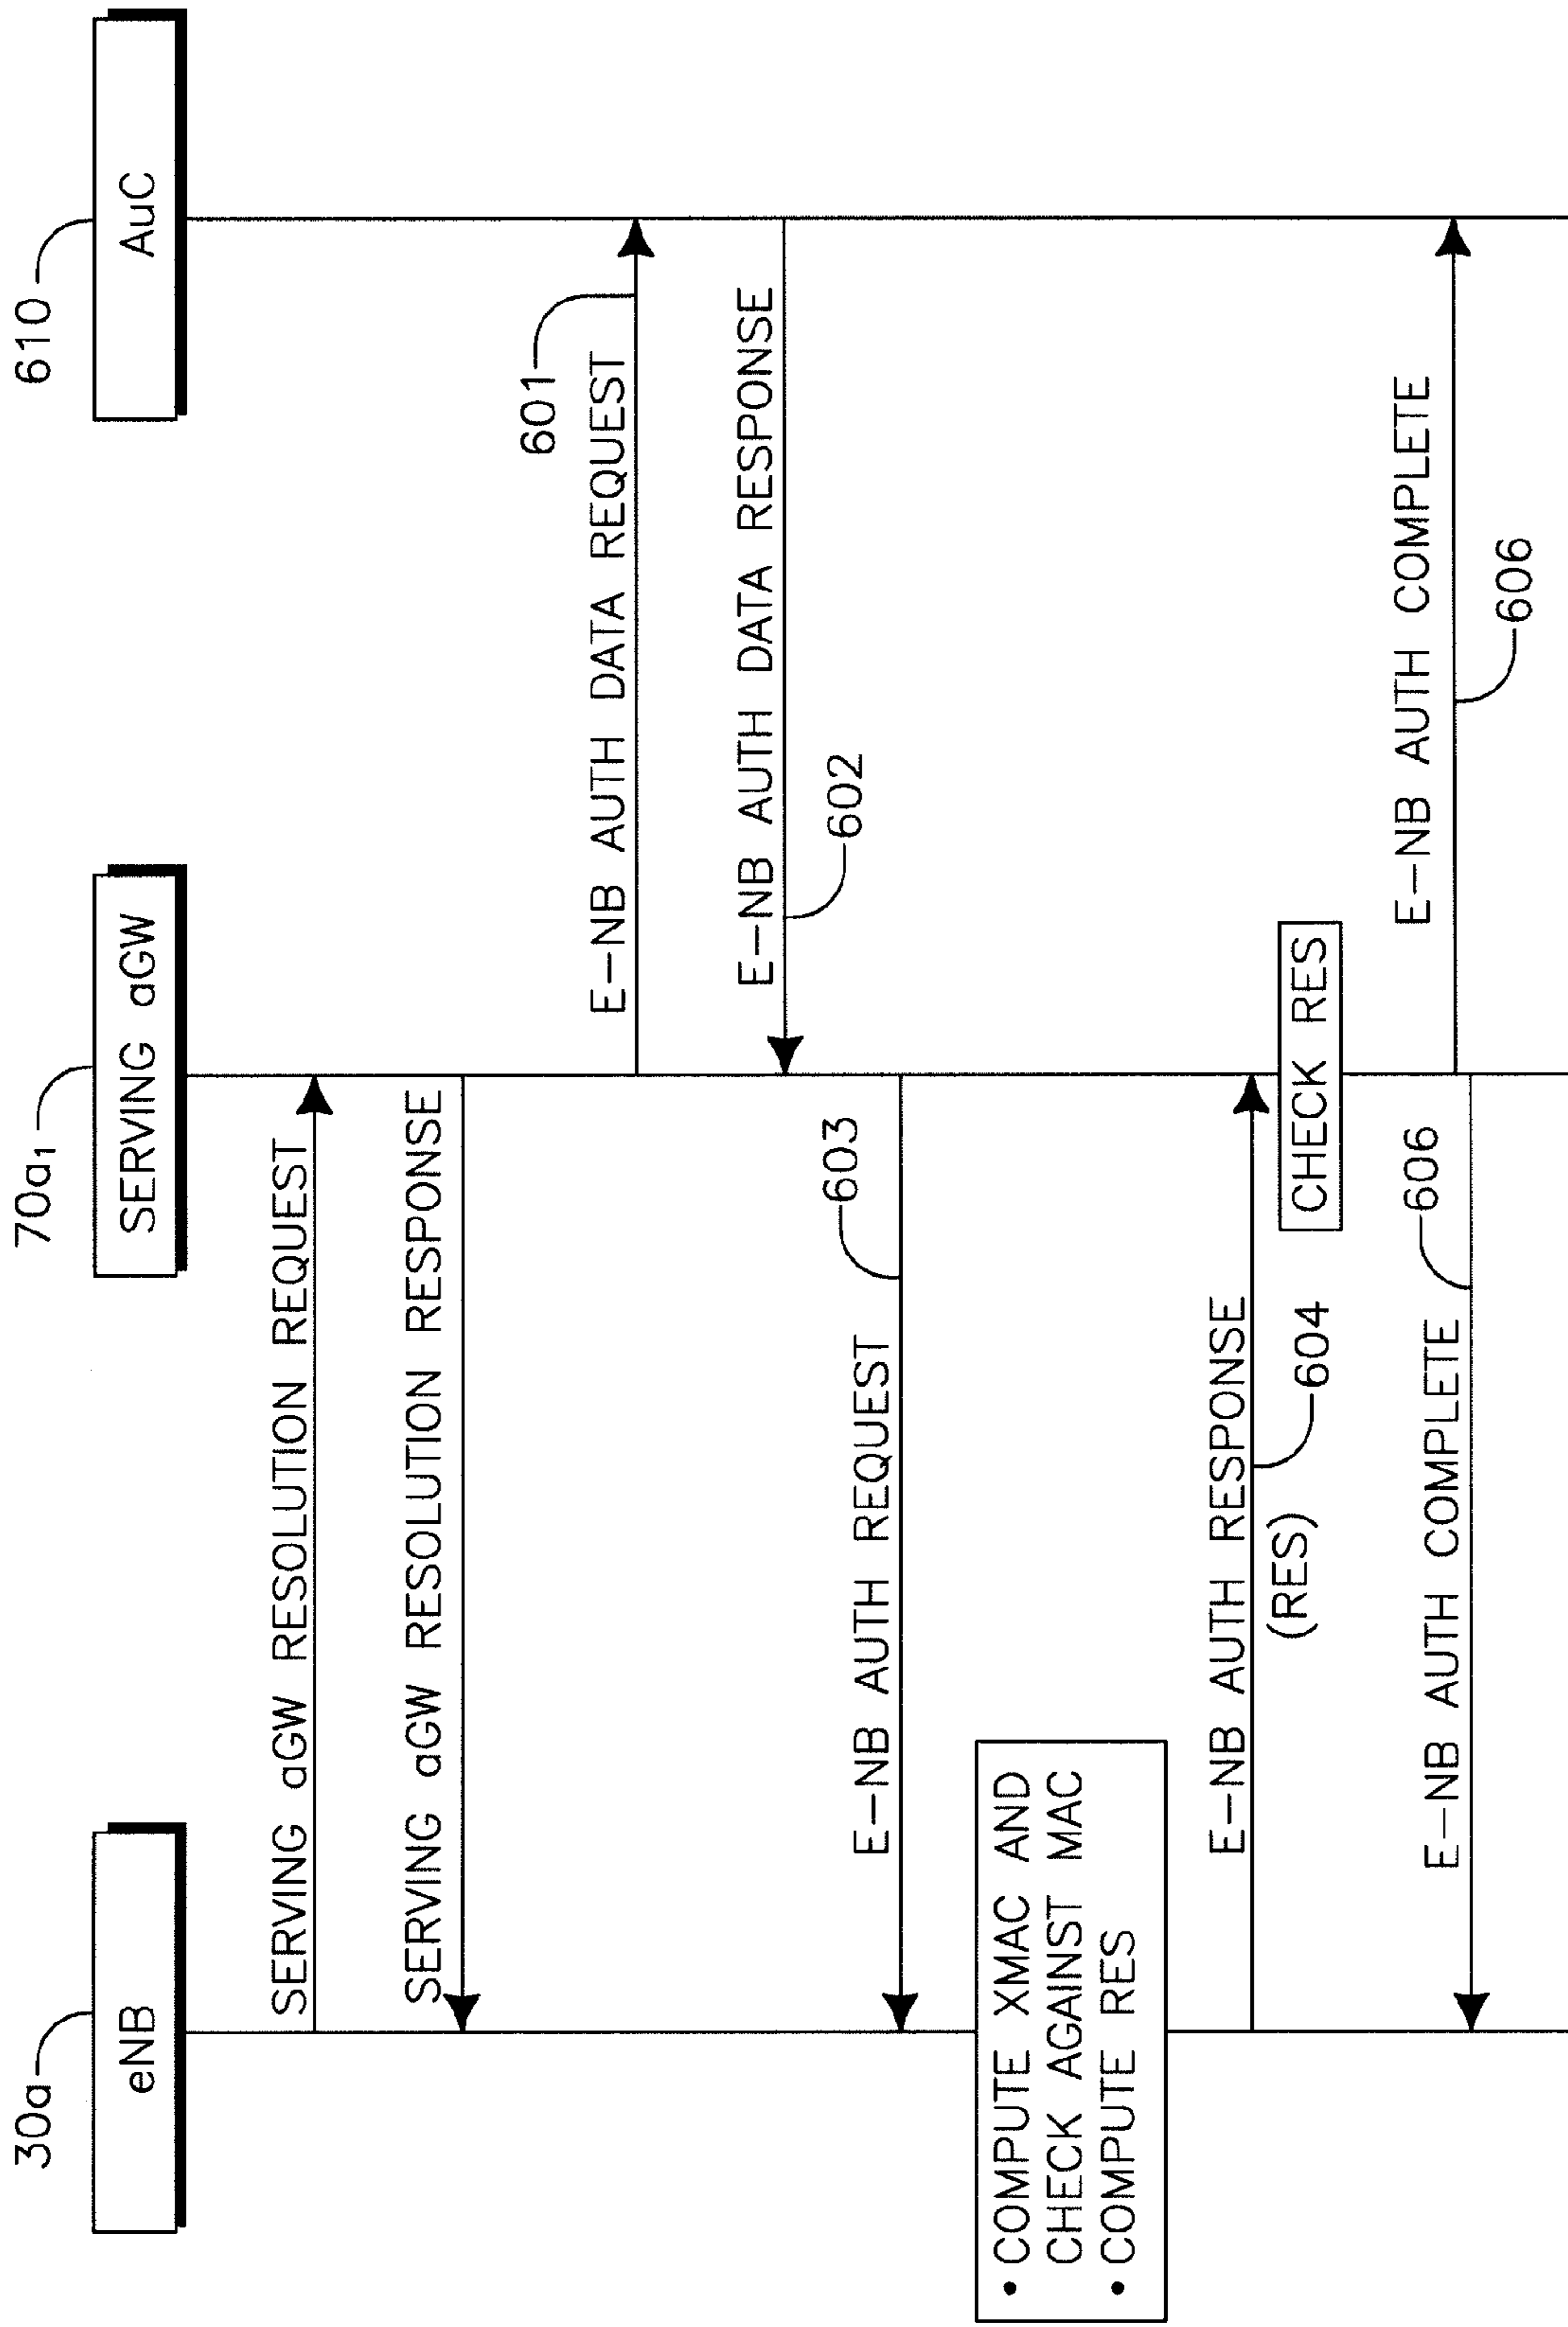 30a
70a1
610
eNB
SERVING aGW
AuC
SERVING aGW RESOLUTION REQUEST
SERVING aGW RESOLUTION RESPONSE
601
E-NB AUTH DATA REQUEST
E-NB AUTH DATA RESPONSE
602
603
E-NB AUTH REQUEST
• COMPUTE XMAC AND
CHECK AGAINST MAC
• COMPUTE RES
E-NB AUTH RESPONSE
(RES)
604
CHECK RES
E-NB AUTH COMPLETE
606
E-NB AUTH COMPLETE
606